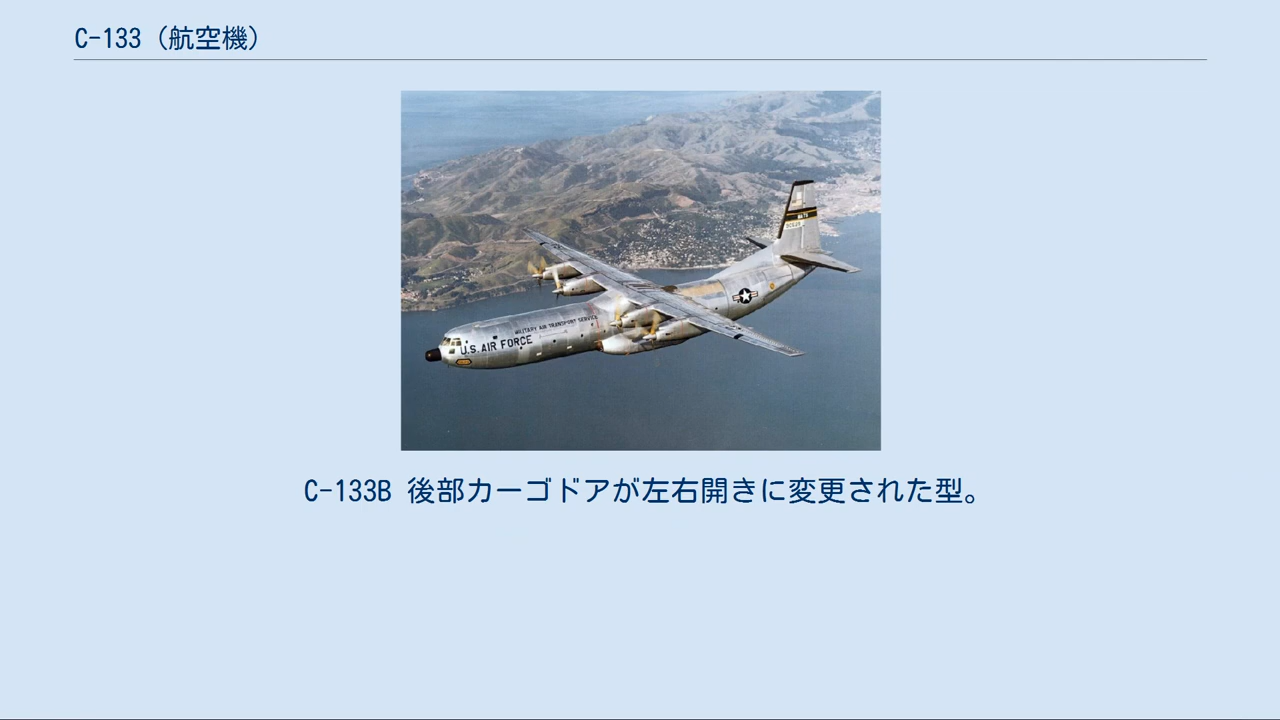 C-133（航空機）
MATS
MILITARY AIR TRANSPORT SERVICE
U.S. AIR FORCE
C-133B 後部カーゴドアが左右開きに変更された型。